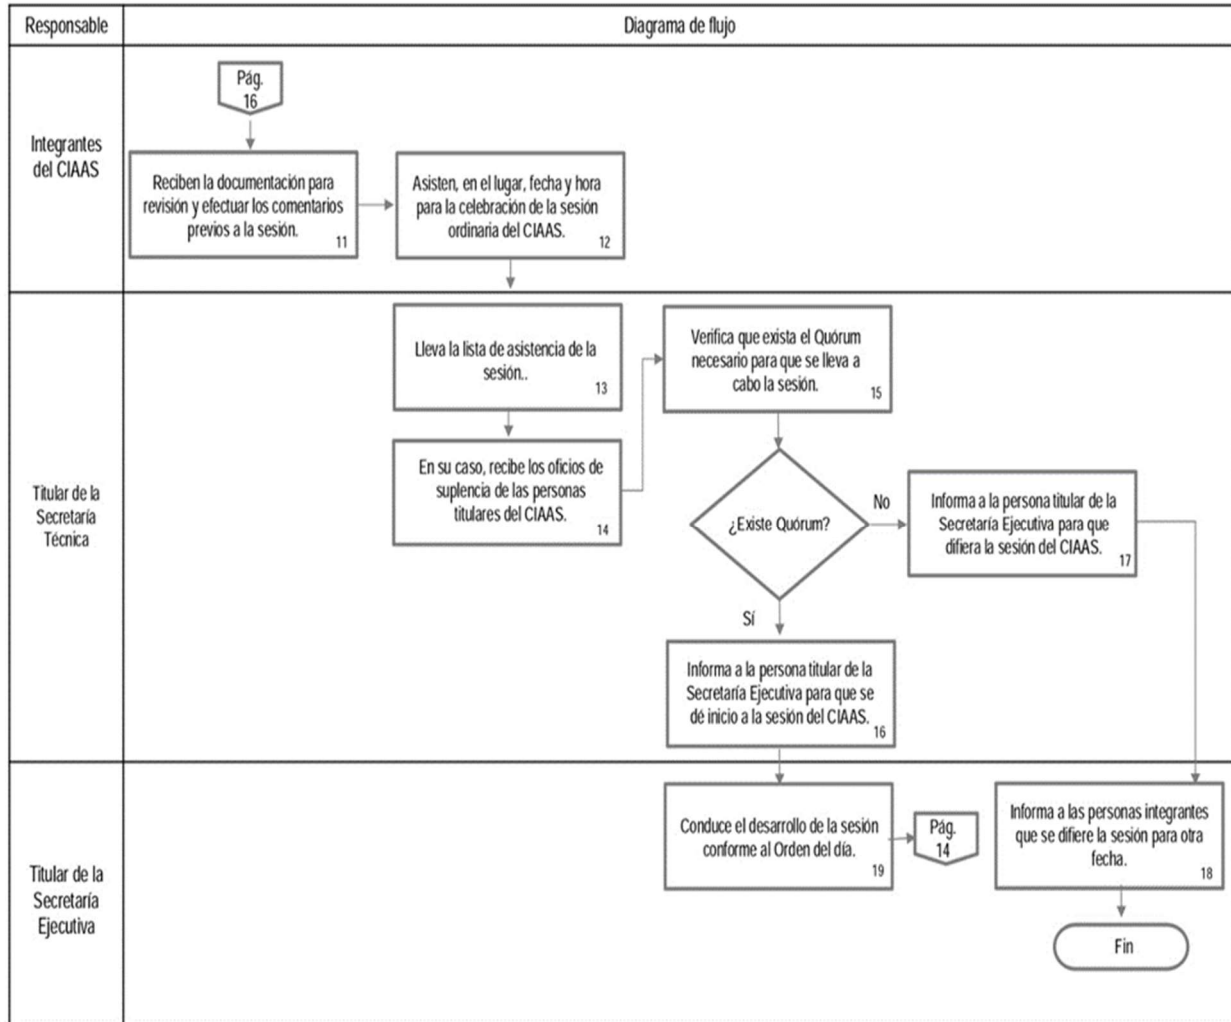 Responsable
Diagrama de flujo
Integrantes
del CIAAS
Pág.
16
Reciben la documentación para
revisión y efectuar los comentarios
previos a la sesión.
11
Asisten, en el lugar, fecha y hora
para la celebración de la sesión
ordinaria del CIAAS.
12
Titular de la
Secretaría
Técnica
Lleva la lista de asistencia de la
sesión..
13
En su caso, recibe los oficios de
suplencia de las personas
titulares del CIAAS.
14
Verifica que exista el Quórum
necesario para que se lleva a
cabo la sesión.
15
¿Existe Quórum?
No
Informa a la persona titular de la
Secretaría Ejecutiva para que
difiera la sesión del CIAAS.
17
Sí
Informa a la persona titular de la
Secretaría Ejecutiva para que se
dé inicio a la sesión del CIAAS.
16
Titular de la
Secretaría
Ejecutiva
Conduce el desarrollo de la sesión
conforme al Orden del día.
19
Pág.
14
Informa a las personas integrantes
que se difiere la sesión para otra
fecha.
18
Fin